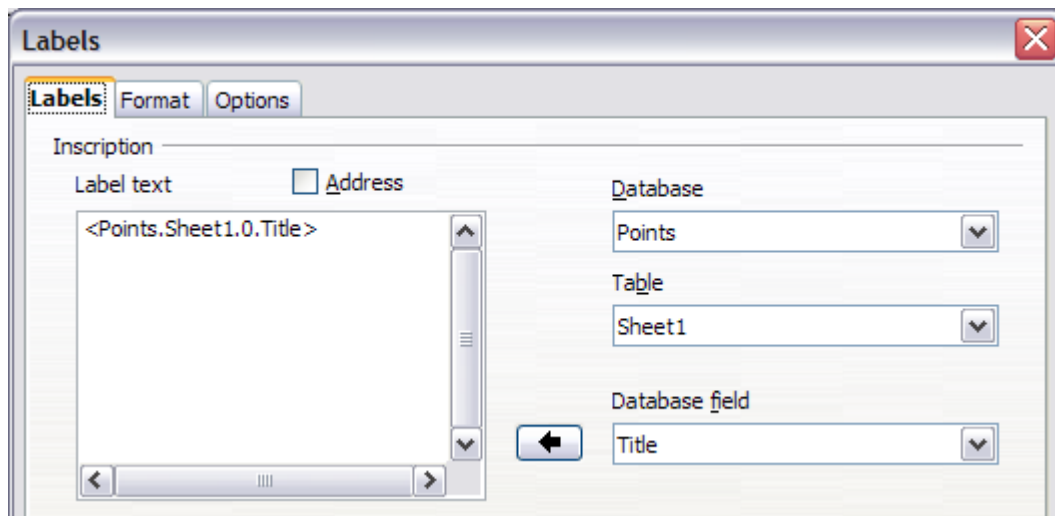 Labels
Labels Format Options
Inscription
Label text Address
<Points.Sheet1.0.Title>
Database
Points
Table
Sheet1
Database field
Title